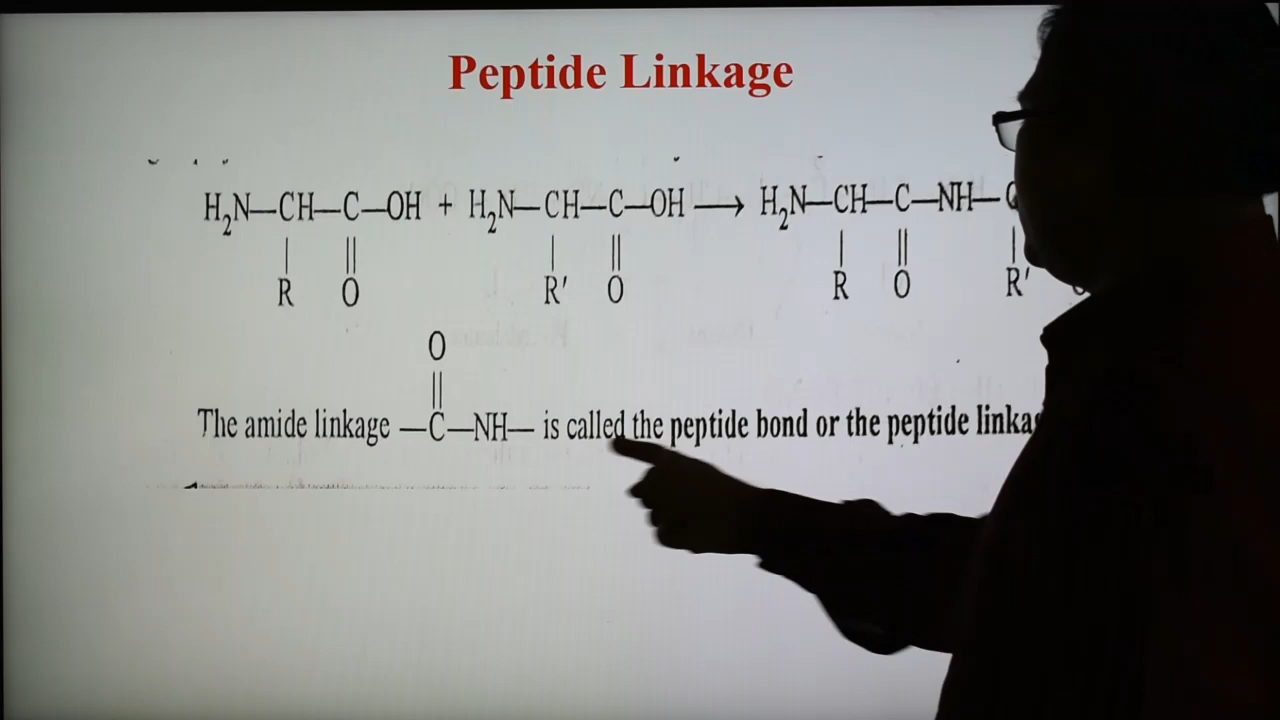 Peptide Linkage
H₂N—CH—C—OH + H₂N—CH—C—OH ⟶ H₂N—CH—C—NH—
| || | || | || |
R O R' O R O R'
O
||
The amide linkage —C—NH— is called the peptide bond or the peptide